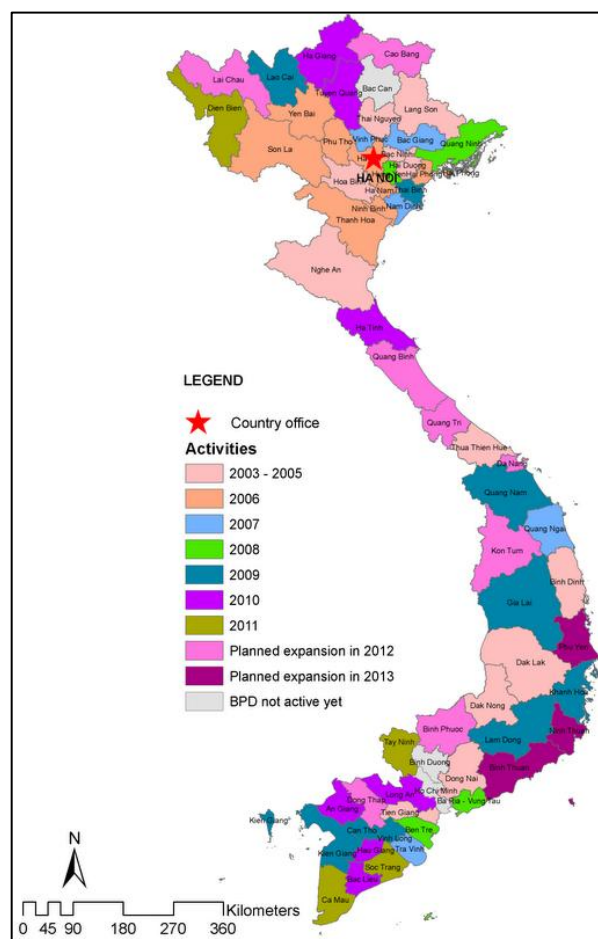 Ha Giang
Cao Bang
Lai Chau
Lao Cai
Bac Can
Tuyen Quang
Dien Bien
Lang Son
Yen Bai
Thai Nguyen
Vinh Phuc
Bac Giang
Quang Ninh
Phu Tho
Son La
Bac Ninh
Hai Duong
HA NOI
Hai Phong
Hoa Binh
Ha Nam
Thai Binh
Ninh Binh
Nam Dinh
Thanh Hoa
Nghe An
Ha Tinh
Quang Binh
LEGEND
Country office
Activities
2003 - 2005
2006
2007
2008
2009
2010
2011
Planned expansion in 2012
Planned expansion in 2013
BPD not active yet
Quang Tri
Thua Thien Hue
Da Nang
Quang Nam
Quang Ngai
Kon Tum
Binh Dinh
Gia Lai
Phu Yen
Dak Lak
Khanh Hoa
Dak Nong
Ninh Thuan
Lam Dong
Binh Phuoc
Tay Ninh
Binh Duong
Binh Thuan
Dong Nai
Ho Chi Minh
Long An
Ba Ria - Vung Tau
An Giang
Dong Thap
Tien Giang
Kien Giang
Can Tho
Vinh Long
Ben Tre
Kien Giang
Hau Giang
Tra Vinh
Soc Trang
Bac Lieu
Ca Mau
N
Kilometers
0 45 90 180 270 360